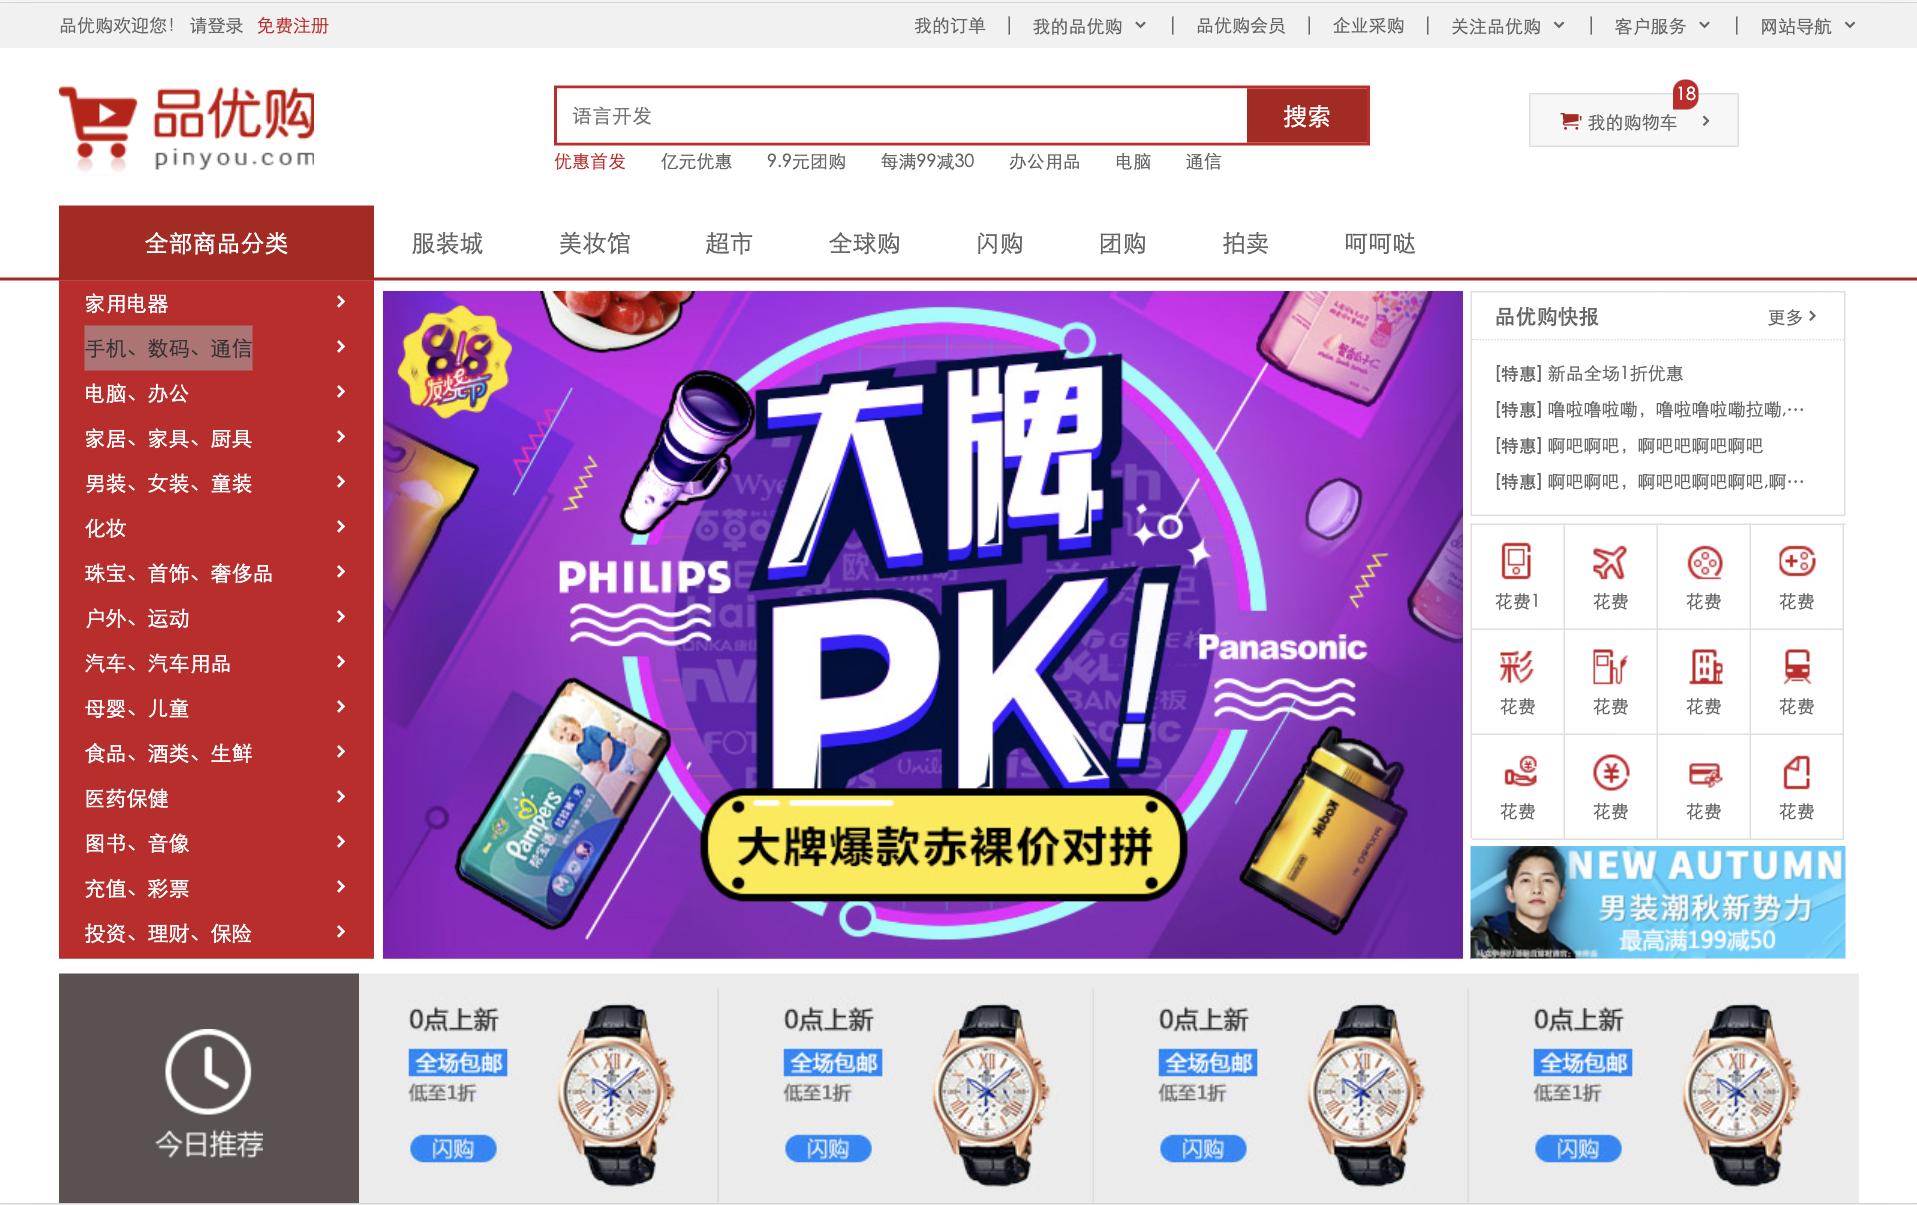 品优购欢迎您! 请登录 免费注册
我的订单 | 我的品优购 | 品优购会员 | 企业采购 | 关注品优购 | 客户服务 | 网站导航
品优购
pinyou.com
语言开发
搜索
18
我的购物车
优惠首发 亿元优惠 9.9元团购 每满99减30 办公用品 电脑 通信
全部商品分类 服装城 美妆馆 超市 全球购 闪购 团购 拍卖 呵呵哒
家用电器
手机、数码、通信
电脑、办公
家居、家具、厨具
男装、女装、童装
化妆
珠宝、首饰、奢侈品
户外、运动
汽车、汽车用品
母婴、儿童
食品、酒类、生鲜
医药保健
图书、音像
充值、彩票
投资、理财、保险
818
发烧节
大牌
PK!
PHILIPS
Panasonic
Pampers
帮宝适
M
Kodak
大牌爆款赤裸价对拼
品优购快报
更多
[特惠] 新品全场1折优惠
[特惠] 噜啦噜啦嘞，噜啦噜啦嘞拉嘞,…
[特惠] 啊吧啊吧，啊吧吧啊吧啊吧
[特惠] 啊吧啊吧，啊吧吧啊吧啊吧,啊…
花费1 花费 花费 花费
彩
花费 花费 花费 花费
花费 花费 花费 花费
NEW AUTUMN
男装潮秋新势力
最高满199减50
今日推荐
0点上新
全场包邮
低至1折
闪购
0点上新
全场包邮
低至1折
闪购
0点上新
全场包邮
低至1折
闪购
0点上新
全场包邮
低至1折
闪购